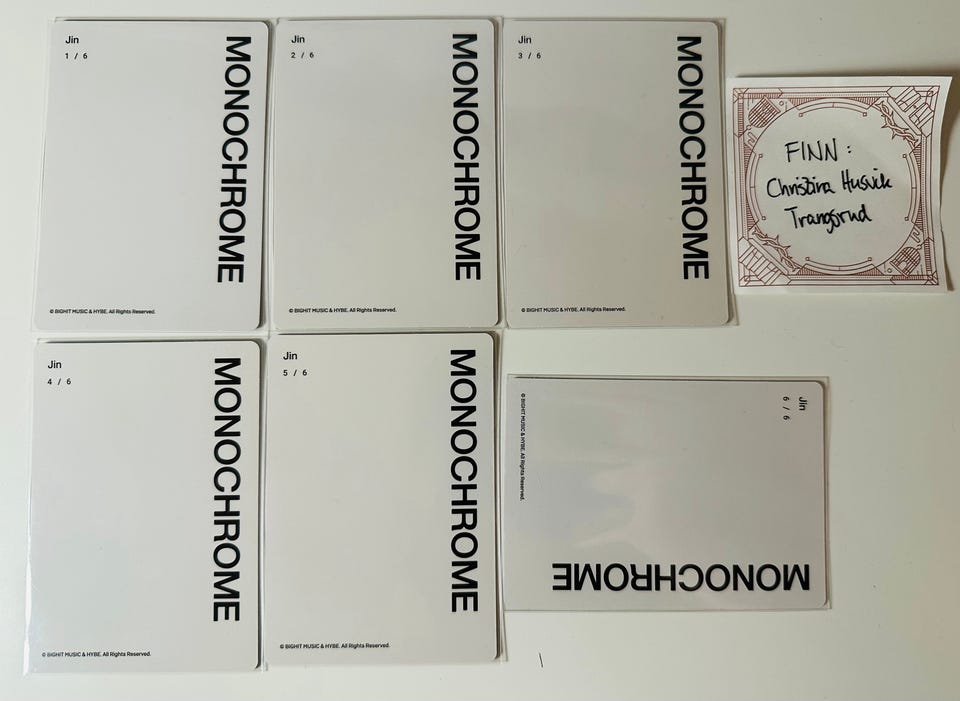 Jin
1 / 6
MONOCHROME
© BIGHIT MUSIC & HYBE. All Rights Reserved.
Jin
2 / 6
MONOCHROME
© BIGHIT MUSIC & HYBE. All Rights Reserved.
Jin
3 / 6
MONOCHROME
© BIGHIT MUSIC & HYBE. All Rights Reserved.
FINN :
Christina Husvik
Trangsrud
Jin
4 / 6
MONOCHROME
© BIGHIT MUSIC & HYBE. All Rights Reserved.
Jin
5 / 6
MONOCHROME
© BIGHIT MUSIC & HYBE. All Rights Reserved.
Jin
6 / 6
MONOCHROME
© BIGHIT MUSIC & HYBE. All Rights Reserved.